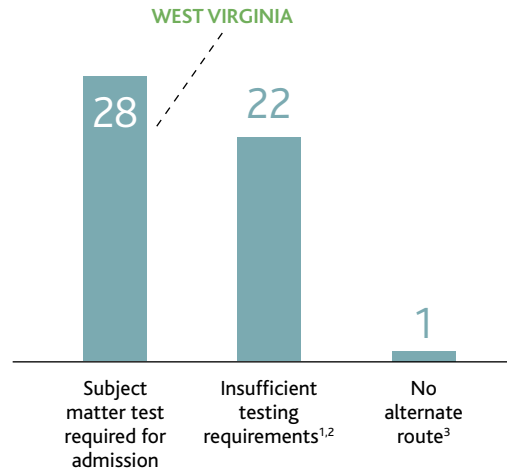 WEST VIRGINIA
28
22
1
Subject
matter test
required for
admission
Insufficient
testing
requirements1,2
No
alternate
route3